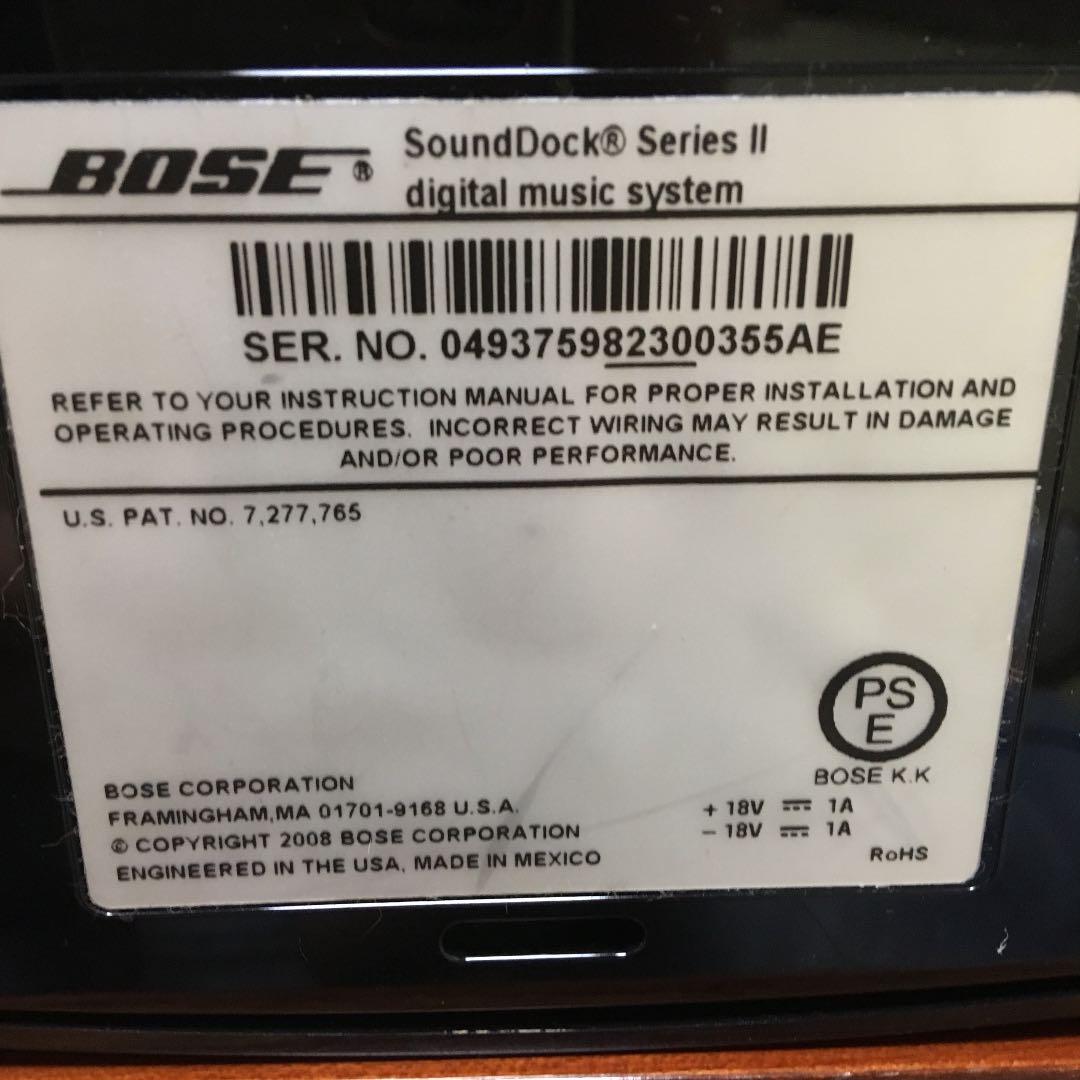 BOSE®
SoundDock® Series II
digital music system
SER. NO. 049375982300355AE
REFER TO YOUR INSTRUCTION MANUAL FOR PROPER INSTALLATION AND
OPERATING PROCEDURES. INCORRECT WIRING MAY RESULT IN DAMAGE
AND/OR POOR PERFORMANCE.
U.S. PAT. NO. 7,277,765
PS
E
BOSE K.K
BOSE CORPORATION
FRAMINGHAM,MA 01701-9168 U.S.A.
© COPYRIGHT 2008 BOSE CORPORATION
ENGINEERED IN THE USA, MADE IN MEXICO
+ 18V ⎓ 1A
- 18V ⎓ 1A
RoHS